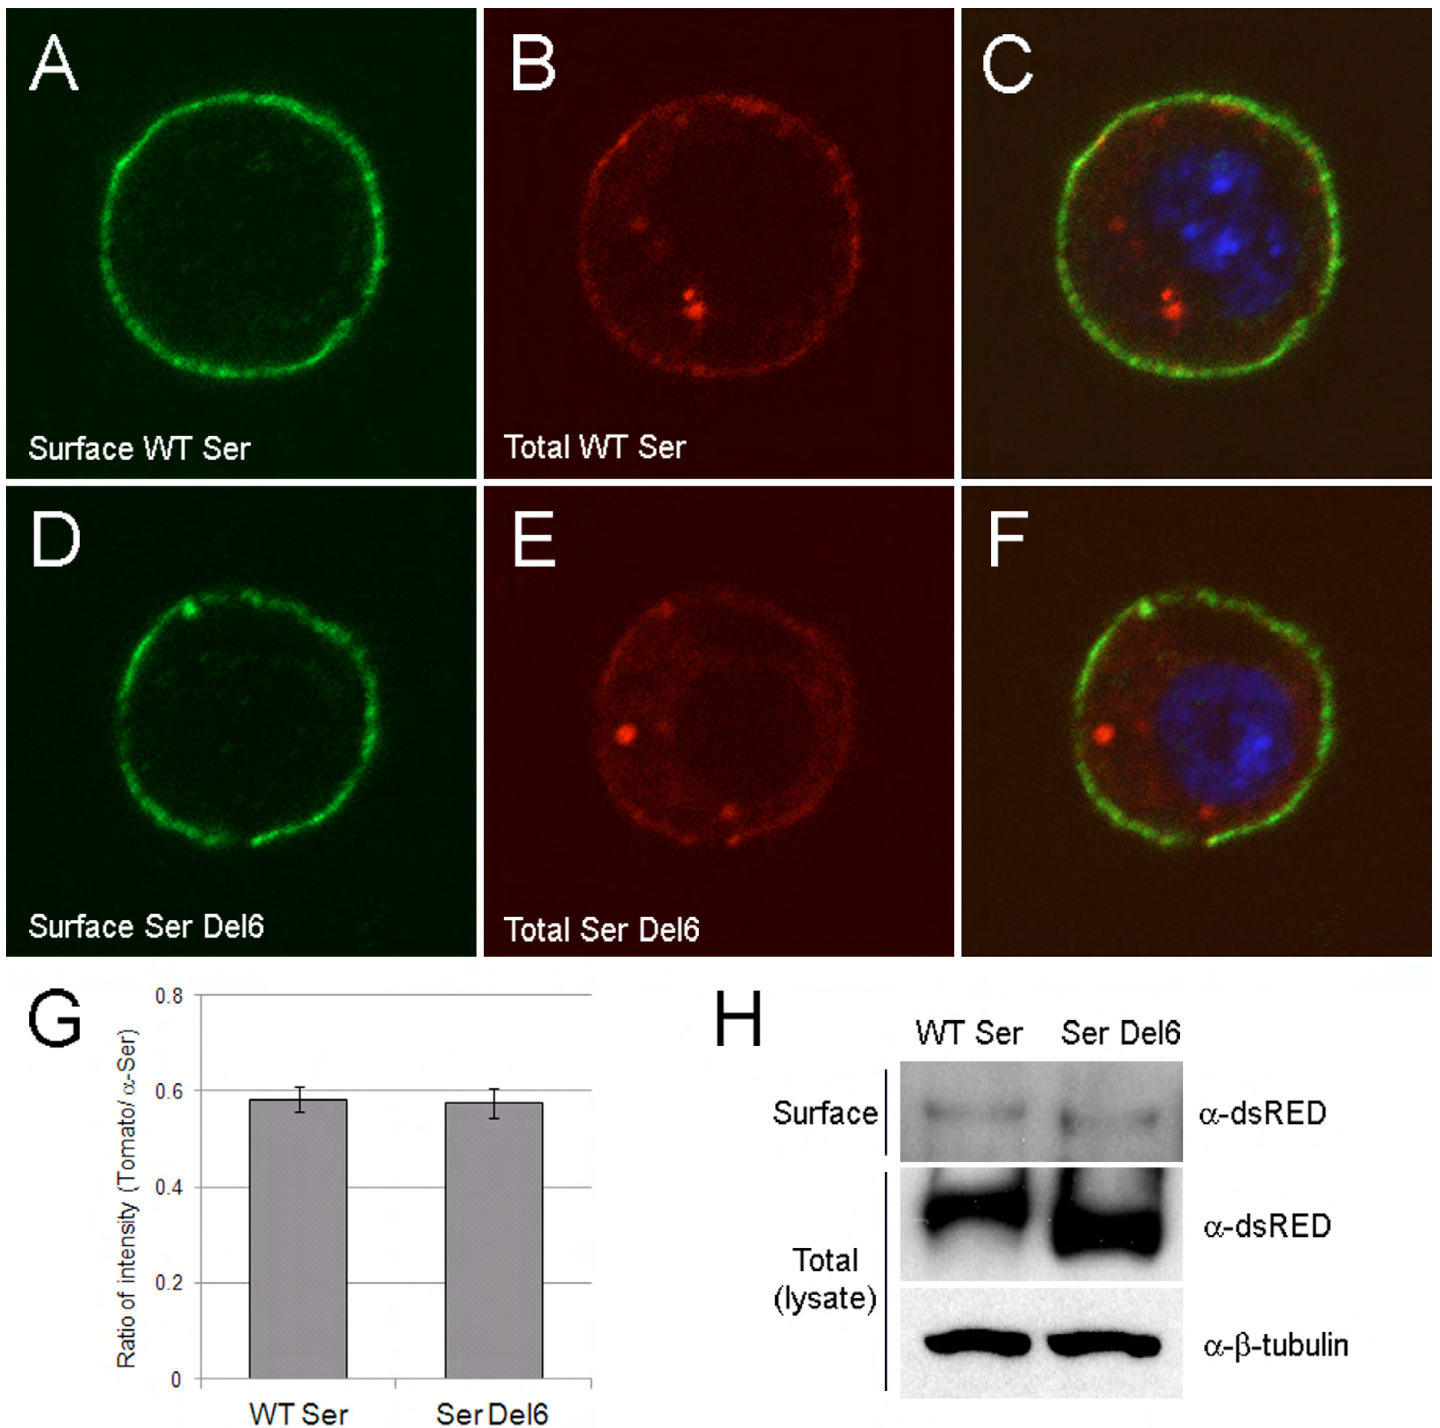 A
B
C
Surface WT Ser
Total WT Ser
D
E
F
Surface Ser Del6
Total Ser Del6
G
Ratio of intensity (Tomato/ α-Ser)
0.8
0.6
0.4
0.2
0
WT Ser
Ser Del6
H
WT Ser
Ser Del6
Surface
α-dsRED
Total
(lysate)
α-dsRED
α-β-tubulin